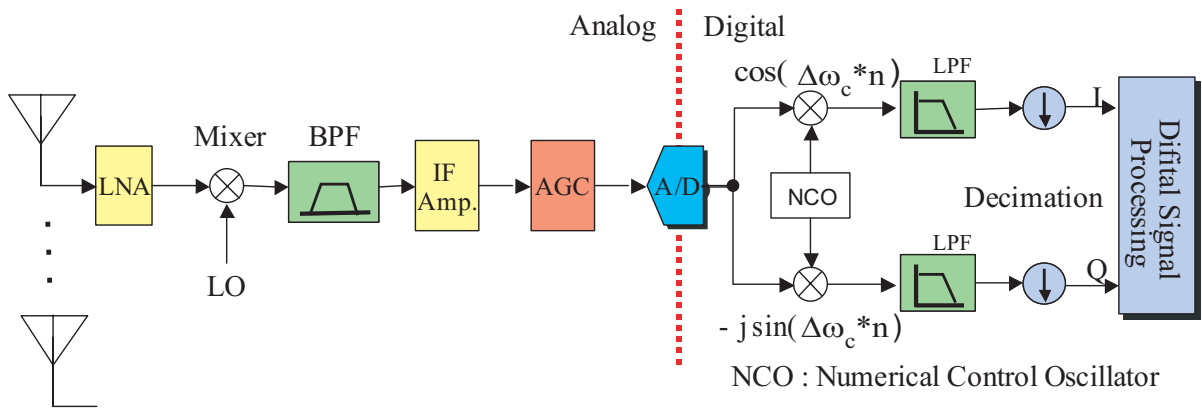 Analog
Digital
cos( Δω_c*n)
LPF
I
Mixer
BPF
LNA
IF
Amp.
AGC
A/D
NCO
Decimation
Difital Signal
Processing
LO
LPF
Q
- jsin(Δω_c*n)
NCO : Numerical Control Oscillator